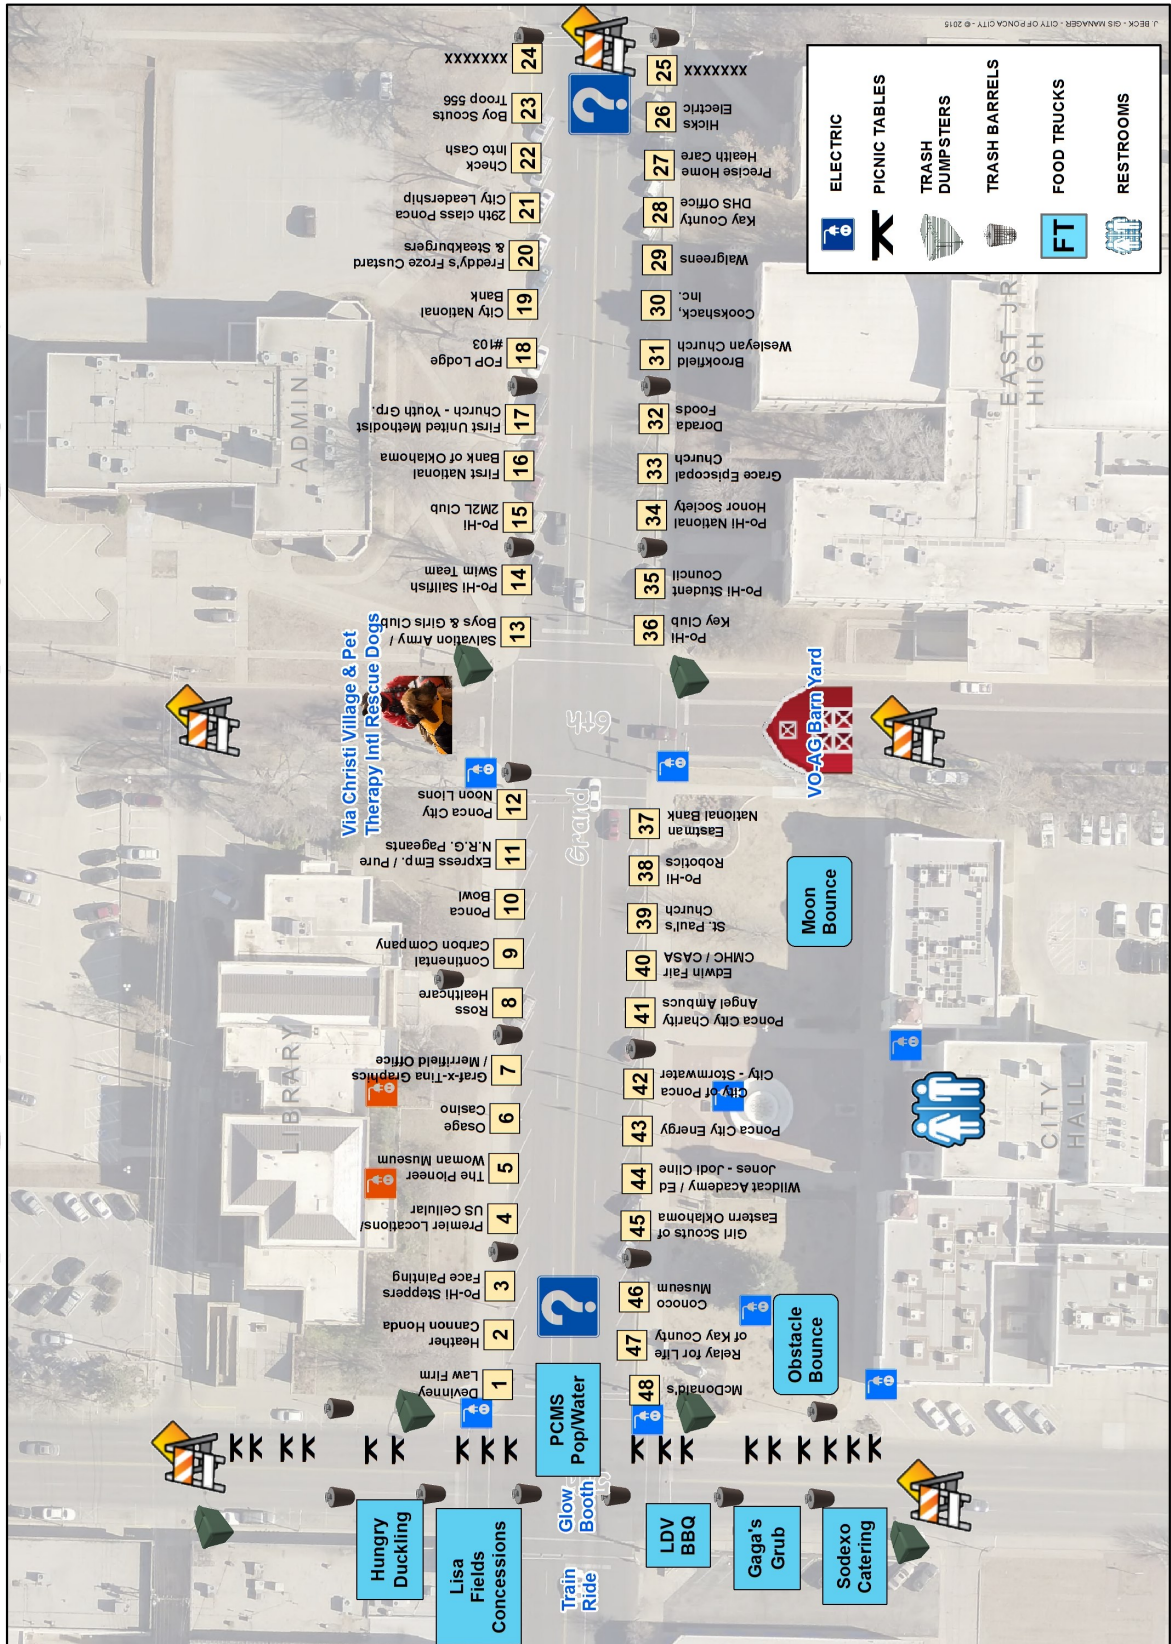 J. BECK - GIS MANAGER - CITY OF PONCA CITY - © 2015
ELECTRIC
PICNIC TABLES
TRASH
DUMPSTERS
TRASH BARRELS
FT
FOOD TRUCKS
RESTROOMS
ADMIN
EAST JR
HIGH
LIBRARY
CITY
HALL
Grand
6th
Via Christi Village & Pet
Therapy Intl Rescue Dogs
VO-AG Barn Yard
Moon
Bounce
Obstacle
Bounce
PCMS
Pop/Water
Glow
Booth
Train
Ride
Hungry
Duckling
Lisa
Fields
Concessions
LDV
BBQ
Gaga's
Grub
Sodexo
Catering
?
?
1
Devinney
Law Firm
2
Heather
Cannon Honda
3
Po-Hi Steppers
Face Painting
4
Premier Locations/
US Cellular
5
The Pioneer
Woman Museum
6
Osage
Casino
7
Graf-x-Tina Graphics
/ Merrifield Office
8
Ross
Healthcare
9
Continental
Carbon Company
10
Ponca
Bowl
11
Express Emp. / Pure
N.R.G. Pageants
12
Ponca City
Noon Lions
13
Salvation Army /
Boys & Girls Club
14
Po-Hi Sailfish
Swim Team
15
Po-Hi
2M2L Club
16
First National
Bank of Oklahoma
17
First United Methodist
Church - Youth Grp.
18
FOP Lodge
#103
19
City National
Bank
20
Freddy's Froze Custard
& Steakburgers
21
29th class Ponca
City Leadership
22
Check
Into Cash
23
Boy Scouts
Troop 556
24
XXXXXXX
25
XXXXXXX
26
Hicks
Electric
27
Precise Home
Health Care
28
Kay County
DHS Office
29
Walgreens
30
Cookshack,
Inc.
31
Brookfield
Wesleyan Church
32
Dorada
Foods
33
Grace Episcopal
Church
34
Po-Hi National
Honor Society
35
Po-Hi Student
Council
36
Po-Hi
Key Club
37
Eastman
National Bank
38
Po-Hi
Robotics
39
St. Paul's
Church
40
Edwin Fair
CMHC / CASA
41
Ponca City Charity
Angel Ambucs
42
City of Ponca
City - Stormwater
43
Ponca City Energy
44
Wildcat Academy / Ed
Jones - Jodi Cline
45
Girl Scouts of
Eastern Oklahoma
46
Conoco
Museum
47
Relay for Life
of Kay County
48
McDonald's